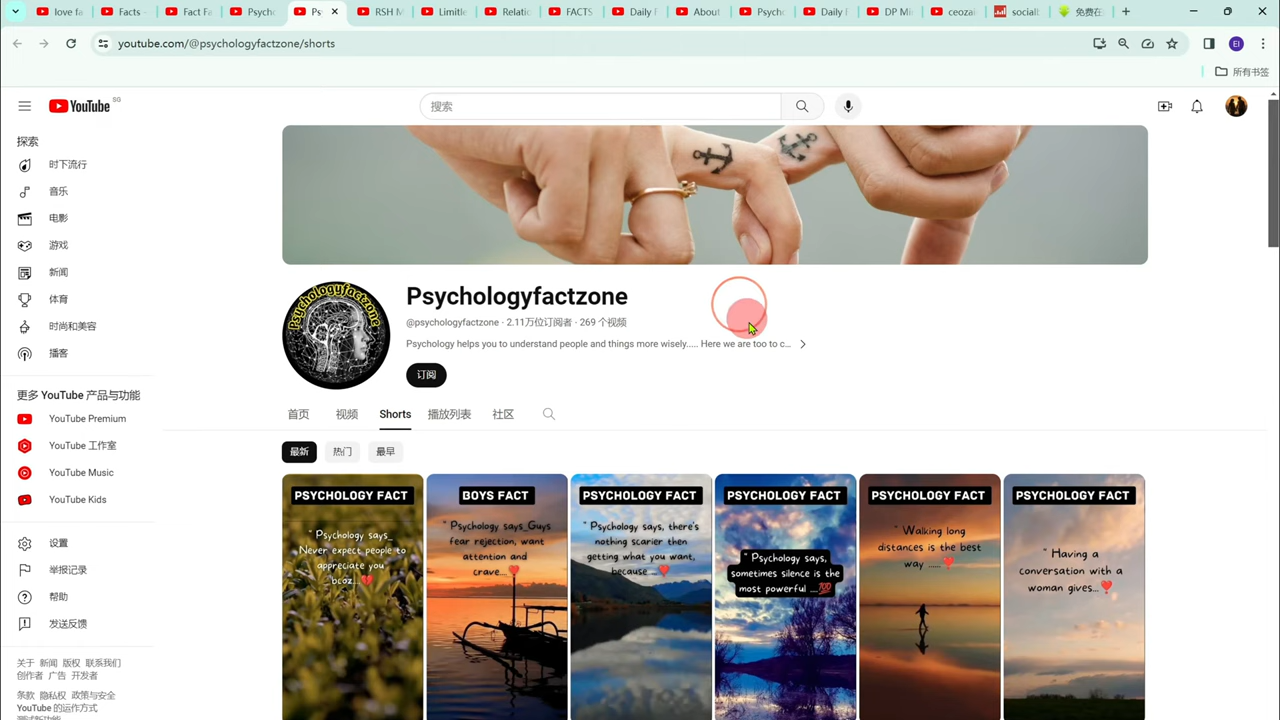 love fa
Facts –
Fact Fa
Psycho
Ps
RSH M
Limitle
Relatic
FACTS
Daily f
About
Psycho
Daily f
DP Mi
ceozai
socialb
免费在
youtube.com/@psychologyfactzone/shorts
EI
所有书签
YouTube
SG
搜索
探索
时下流行
音乐
电影
游戏
新闻
体育
时尚和美容
播客
更多 YouTube 产品与功能
YouTube Premium
YouTube 工作室
YouTube Music
YouTube Kids
设置
举报记录
帮助
发送反馈
关于 新闻 版权 联系我们
创作者 广告 开发者
条款 隐私权 政策与安全
YouTube 的运作方式
测试新功能
Psychologyfactzone
Psychologyfactzone
@psychologyfactzone · 2.11万位订阅者 · 269 个视频
Psychology helps you to understand people and things more wisely..... Here we are too to c...
订阅
首页
视频
Shorts
播放列表
社区
最新
热门
最早
PSYCHOLOGY FACT
" Psychology says_
Never expect people to
appreciate you
bcoz...💔
BOYS FACT
" Psychology says_Guys
fear rejection, want
attention and
crave....❤️
PSYCHOLOGY FACT
"Psychology says, there's
nothing scarier then
getting what you want,
because ....❤️
PSYCHOLOGY FACT
" Psychology says,
sometimes silence is the
most powerful ....💯
PSYCHOLOGY FACT
" Walking long
distances is the best
way ......❤️
PSYCHOLOGY FACT
" Having a
conversation with a
woman gives...❤️